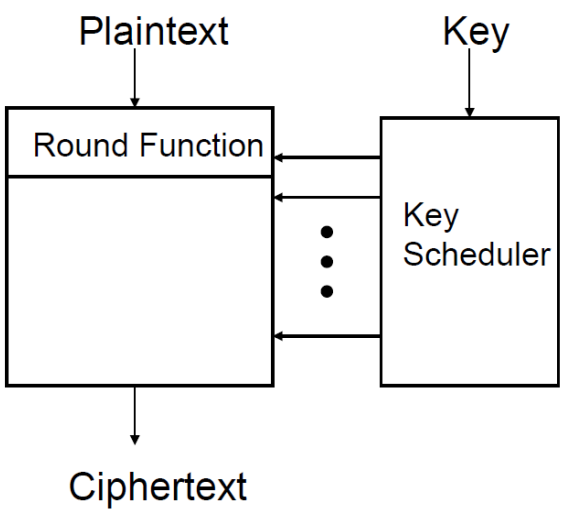 Plaintext
Key
Round Function
Key
Scheduler
Ciphertext